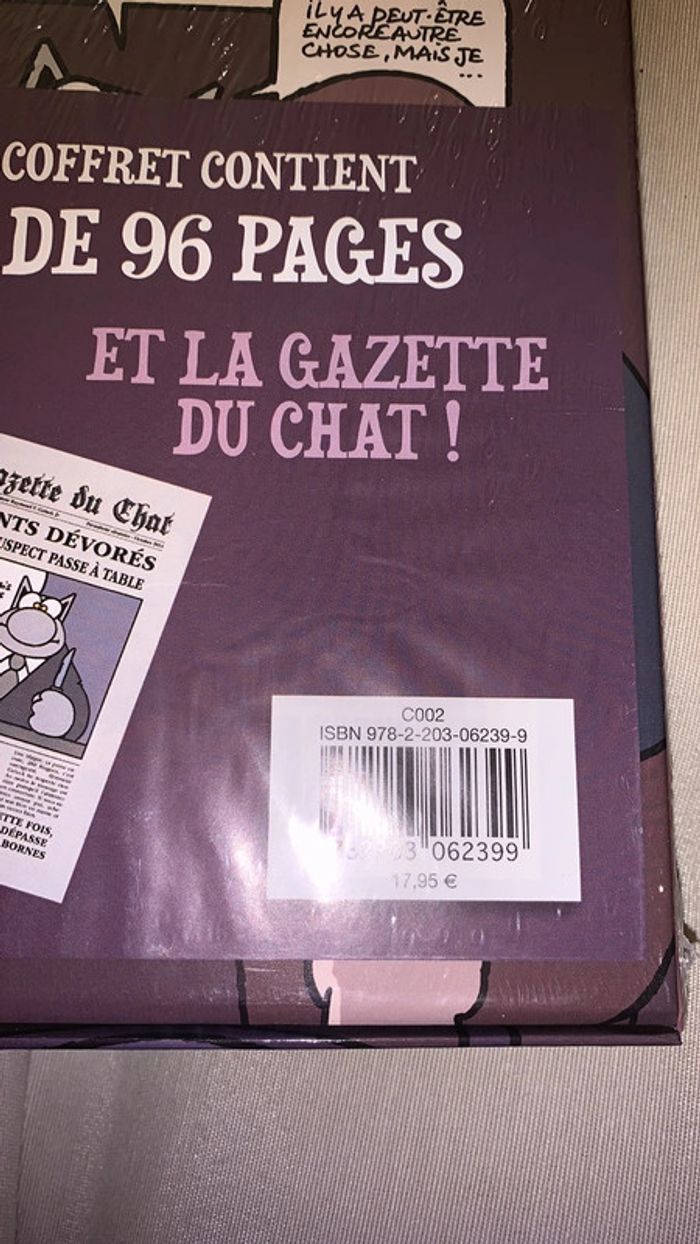 iL Y A PEUT-ÊTRE
ENCORE AUTRE
CHOSE, MAiS JE
...
COFFRET CONTIENT
DE 96 PAGES
ET LA GAZETTE
DU CHAT !
azette du Chat
NTS DÉVORÉS
USPECT PASSE À TABLE
TTE FOIS,
DÉPASSE
BORNES
C002
ISBN 978-2-203-06239-9
062399
17,95 €